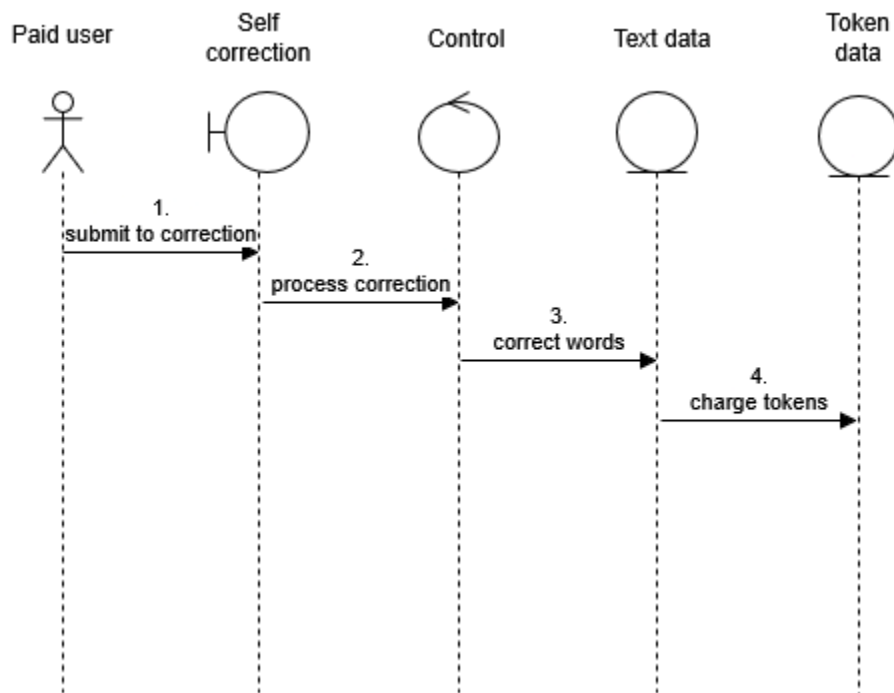 Paid user
Self
correction
Control
Text data
Token
data
1.
submit to correction
2.
process correction
3.
correct words
4.
charge tokens